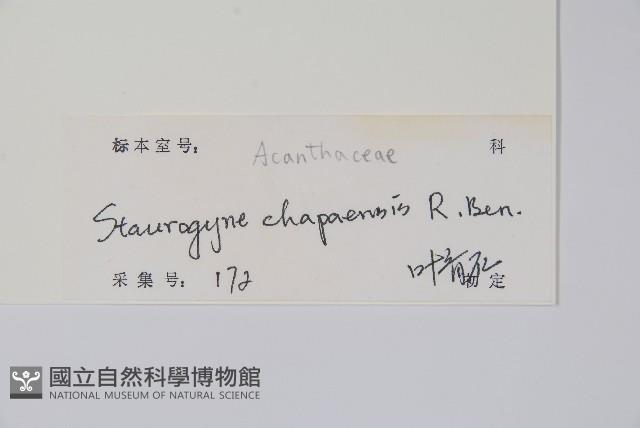 标本室号： Acanthaceae 科
Staurogyne chapaensis R. Ben.
采集号： 172 定
國立自然科學博物館
NATIONAL MUSEUM OF NATURAL SCIENCE